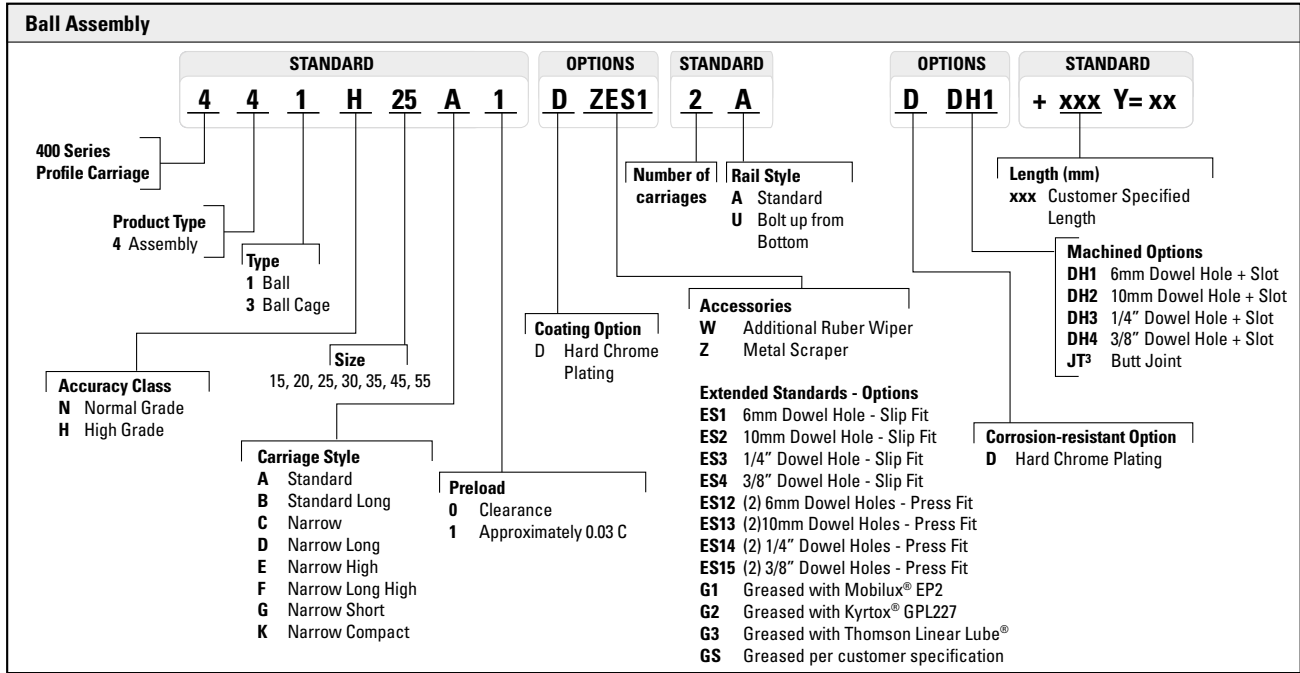 Ball Assembly
STANDARD OPTIONS STANDARD OPTIONS STANDARD
4 4 1 H 25 A 1 D ZES1 2 A D DH1 + xxx Y= xx
400 Series
Profile Carriage
Product Type
4 Assembly
Type
1 Ball
3 Ball Cage
Accuracy Class
N Normal Grade
H High Grade
Size
15, 20, 25, 30, 35, 45, 55
Carriage Style
A Standard
B Standard Long
C Narrow
D Narrow Long
E Narrow High
F Narrow Long High
G Narrow Short
K Narrow Compact
Preload
0 Clearance
1 Approximately 0.03 C
Coating Option
D Hard Chrome
Plating
Number of
carriages
Rail Style
A Standard
U Bolt up from
Bottom
Accessories
W Additional Ruber Wiper
Z Metal Scraper
Extended Standards - Options
ES1 6mm Dowel Hole - Slip Fit
ES2 10mm Dowel Hole - Slip Fit
ES3 1/4” Dowel Hole - Slip Fit
ES4 3/8” Dowel Hole - Slip Fit
ES12 (2) 6mm Dowel Holes - Press Fit
ES13 (2)10mm Dowel Holes - Press Fit
ES14 (2) 1/4” Dowel Holes - Press Fit
ES15 (2) 3/8” Dowel Holes - Press Fit
G1 Greased with Mobilux® EP2
G2 Greased with Kyrtox® GPL227
G3 Greased with Thomson Linear Lube®
GS Greased per customer specification
Length (mm)
xxx Customer Specified
Length
Machined Options
DH1 6mm Dowel Hole + Slot
DH2 10mm Dowel Hole + Slot
DH3 1/4” Dowel Hole + Slot
DH4 3/8” Dowel Hole + Slot
JT³ Butt Joint
Corrosion-resistant Option
D Hard Chrome Plating